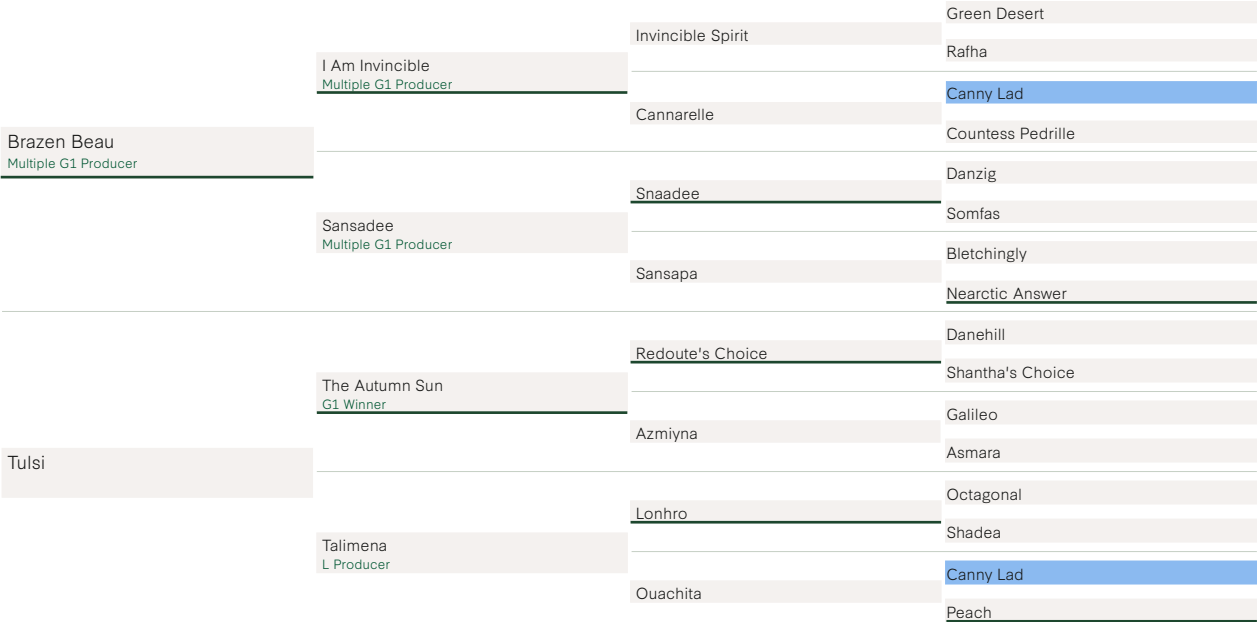 Brazen Beau
Multiple G1 Producer
Tulsi
I Am Invincible
Multiple G1 Producer
Sansadee
Multiple G1 Producer
The Autumn Sun
G1 Winner
Talimena
L Producer
Invincible Spirit
Cannarelle
Snaadee
Sansapa
Redoute's Choice
Azmiyna
Lonhro
Ouachita
Green Desert
Rafha
Canny Lad
Countess Pedrille
Danzig
Somfas
Bletchingly
Nearctic Answer
Danehill
Shantha's Choice
Galileo
Asmara
Octagonal
Shadea
Canny Lad
Peach